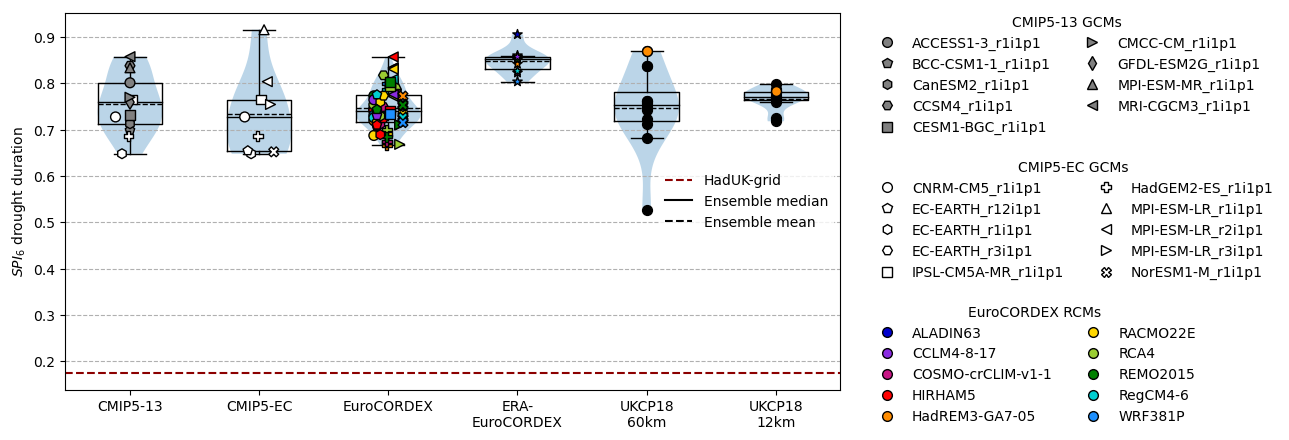 SPI6 drought duration
0.9
0.8
0.7
0.6
0.5
0.4
0.3
0.2
CMIP5-13
CMIP5-EC
EuroCORDEX
ERA-
EuroCORDEX
UKCP18
60km
UKCP18
12km
HadUK-grid
Ensemble median
Ensemble mean
CMIP5-13 GCMs
ACCESS1-3_r1i1p1
BCC-CSM1-1_r1i1p1
CanESM2_r1i1p1
CCSM4_r1i1p1
CESM1-BGC_r1i1p1
CMCC-CM_r1i1p1
GFDL-ESM2G_r1i1p1
MPI-ESM-MR_r1i1p1
MRI-CGCM3_r1i1p1
CMIP5-EC GCMs
CNRM-CM5_r1i1p1
EC-EARTH_r12i1p1
EC-EARTH_r1i1p1
EC-EARTH_r3i1p1
IPSL-CM5A-MR_r1i1p1
HadGEM2-ES_r1i1p1
MPI-ESM-LR_r1i1p1
MPI-ESM-LR_r2i1p1
MPI-ESM-LR_r3i1p1
NorESM1-M_r1i1p1
EuroCORDEX RCMs
ALADIN63
CCLM4-8-17
COSMO-crCLIM-v1-1
HIRHAM5
HadREM3-GA7-05
RACMO22E
RCA4
REMO2015
RegCM4-6
WRF381P